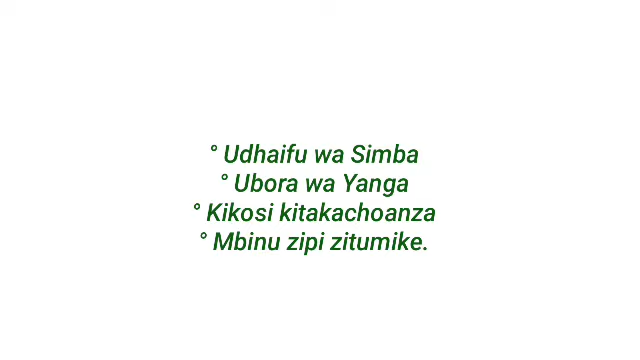 ° Udhaifu wa Simba
° Ubora wa Yanga
° Kikosi kitakachoanza
° Mbinu zipi zitumike.